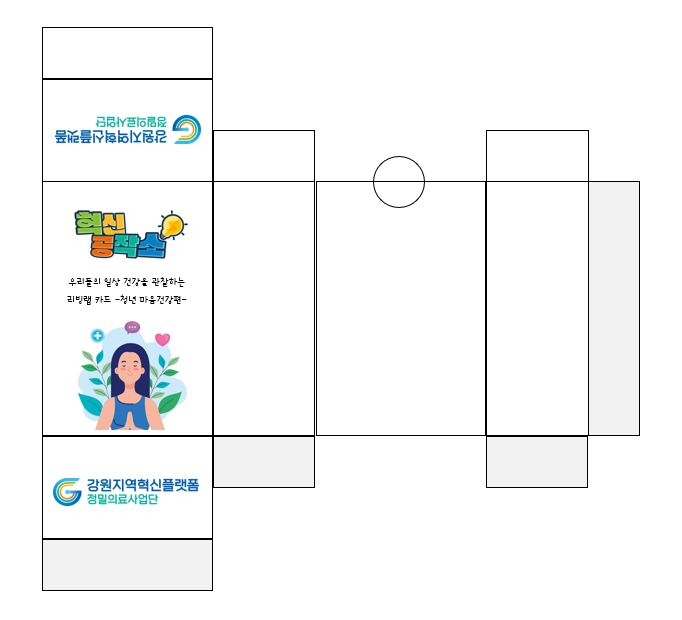 강원지역혁신플랫폼
정밀의료사업단
혁신
공작소
우리들의 일상 건강을 관찰하는
리빙랩 카드 -청년 마음건강편-
강원지역혁신플랫폼
정밀의료사업단